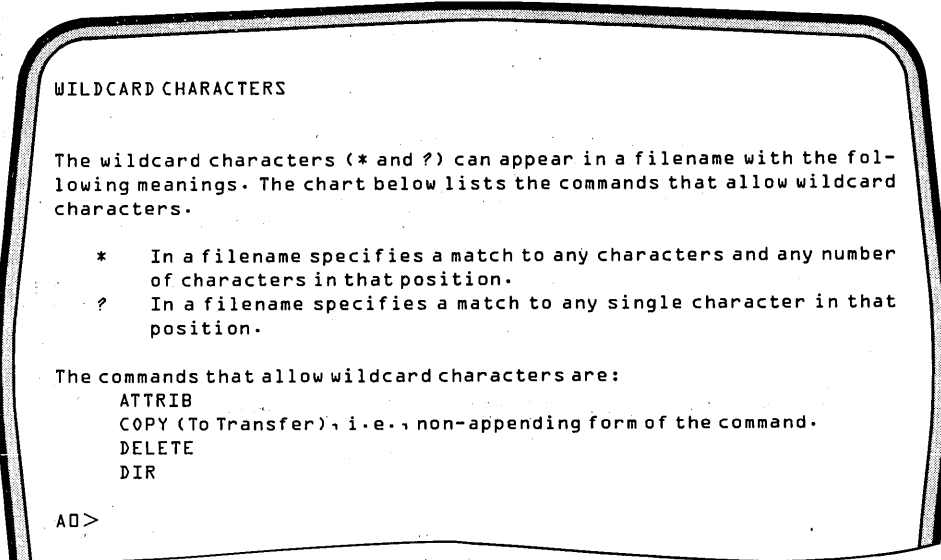 WILDCARD CHARACTERS
The wildcard characters (* and ?) can appear in a filename with the fol-
lowing meanings. The chart below lists the commands that allow wildcard
characters.
* In a filename specifies a match to any characters and any number
of characters in that position.
? In a filename specifies a match to any single character in that
position.
The commands that allow wildcard characters are:
ATTRIB
COPY (To Transfer), i.e., non-appending form of the command.
DELETE
DIR
A0>